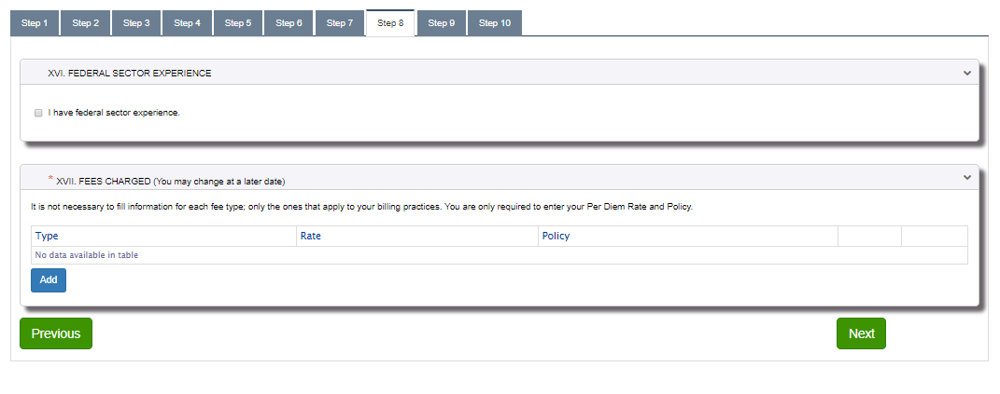 Step 1 Step 2 Step 3 Step 4 Step 5 Step 6 Step 7 Step 8 Step 9 Step 10
XVI. FEDERAL SECTOR EXPERIENCE
I have federal sector experience.
* XVII. FEES CHARGED (You may change at a later date)
It is not necessary to fill information for each fee type; only the ones that apply to your billing practices. You are only required to enter your Per Diem Rate and Policy.
Type Rate Policy
No data available in table
Add
Previous Next